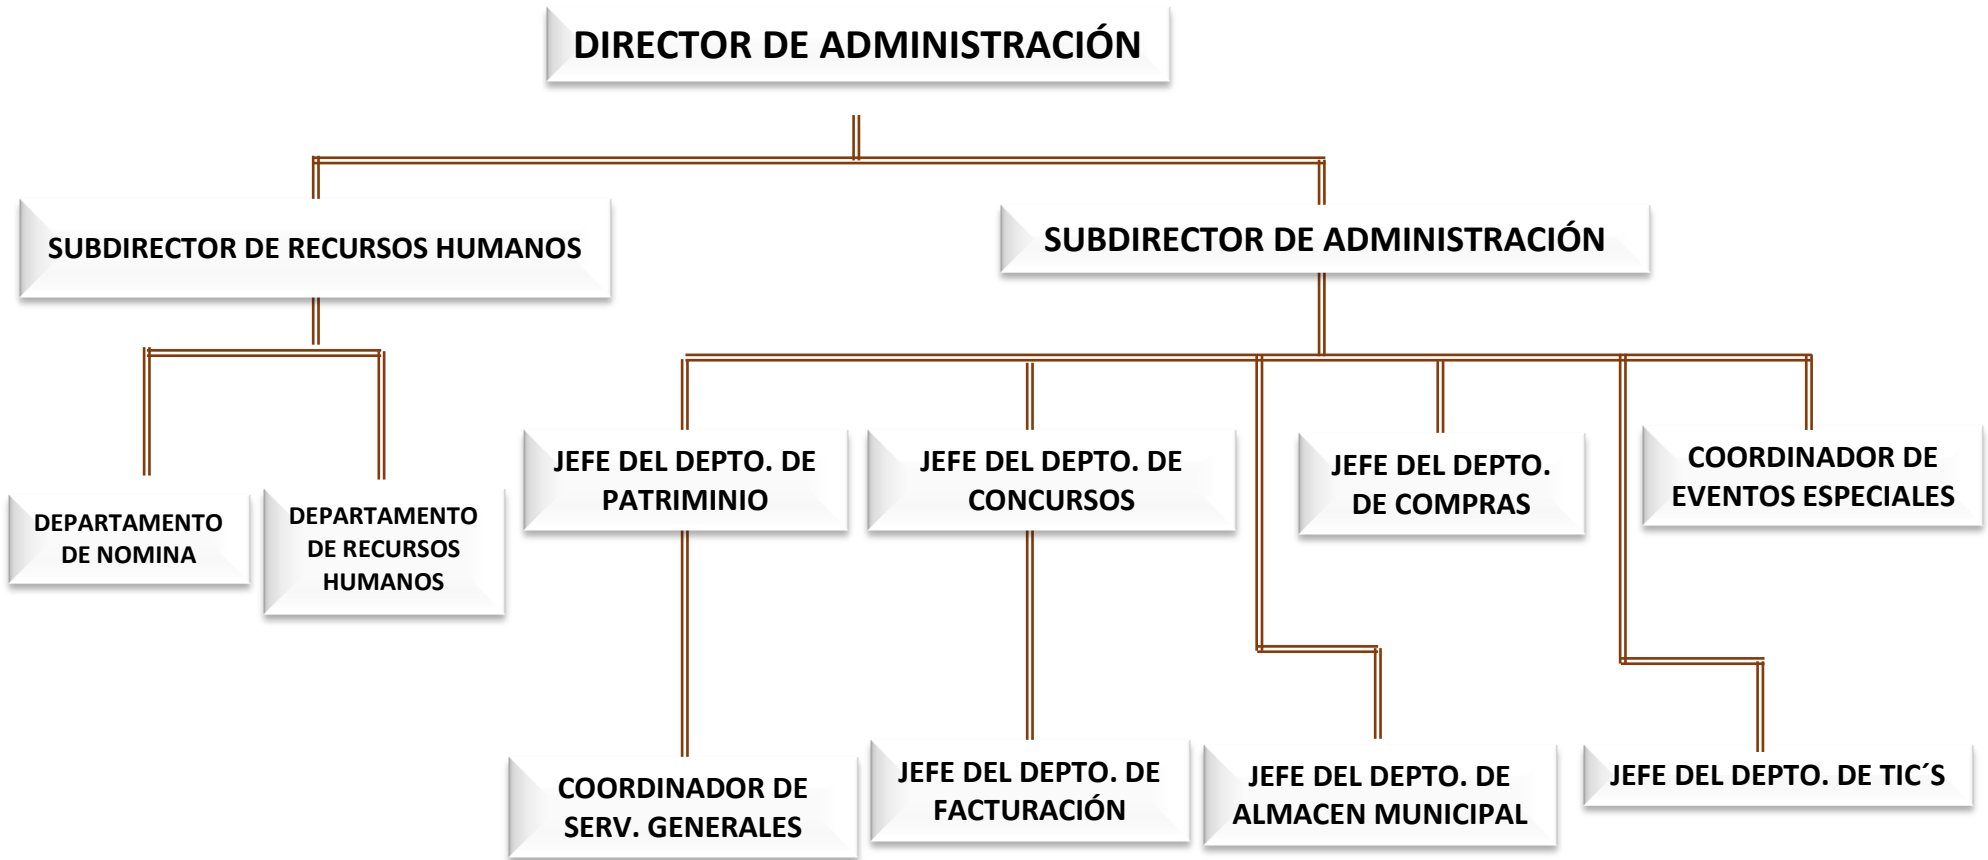 DIRECTOR DE ADMINISTRACIÓN
SUBDIRECTOR DE RECURSOS HUMANOS
SUBDIRECTOR DE ADMINISTRACIÓN
DEPARTAMENTO
DE NOMINA
DEPARTAMENTO
DE RECURSOS
HUMANOS
JEFE DEL DEPTO. DE
PATRIMINIO
JEFE DEL DEPTO. DE
CONCURSOS
JEFE DEL DEPTO.
DE COMPRAS
COORDINADOR DE
EVENTOS ESPECIALES
COORDINADOR DE
SERV. GENERALES
JEFE DEL DEPTO. DE
FACTURACIÓN
JEFE DEL DEPTO. DE
ALMACEN MUNICIPAL
JEFE DEL DEPTO. DE TIC´S